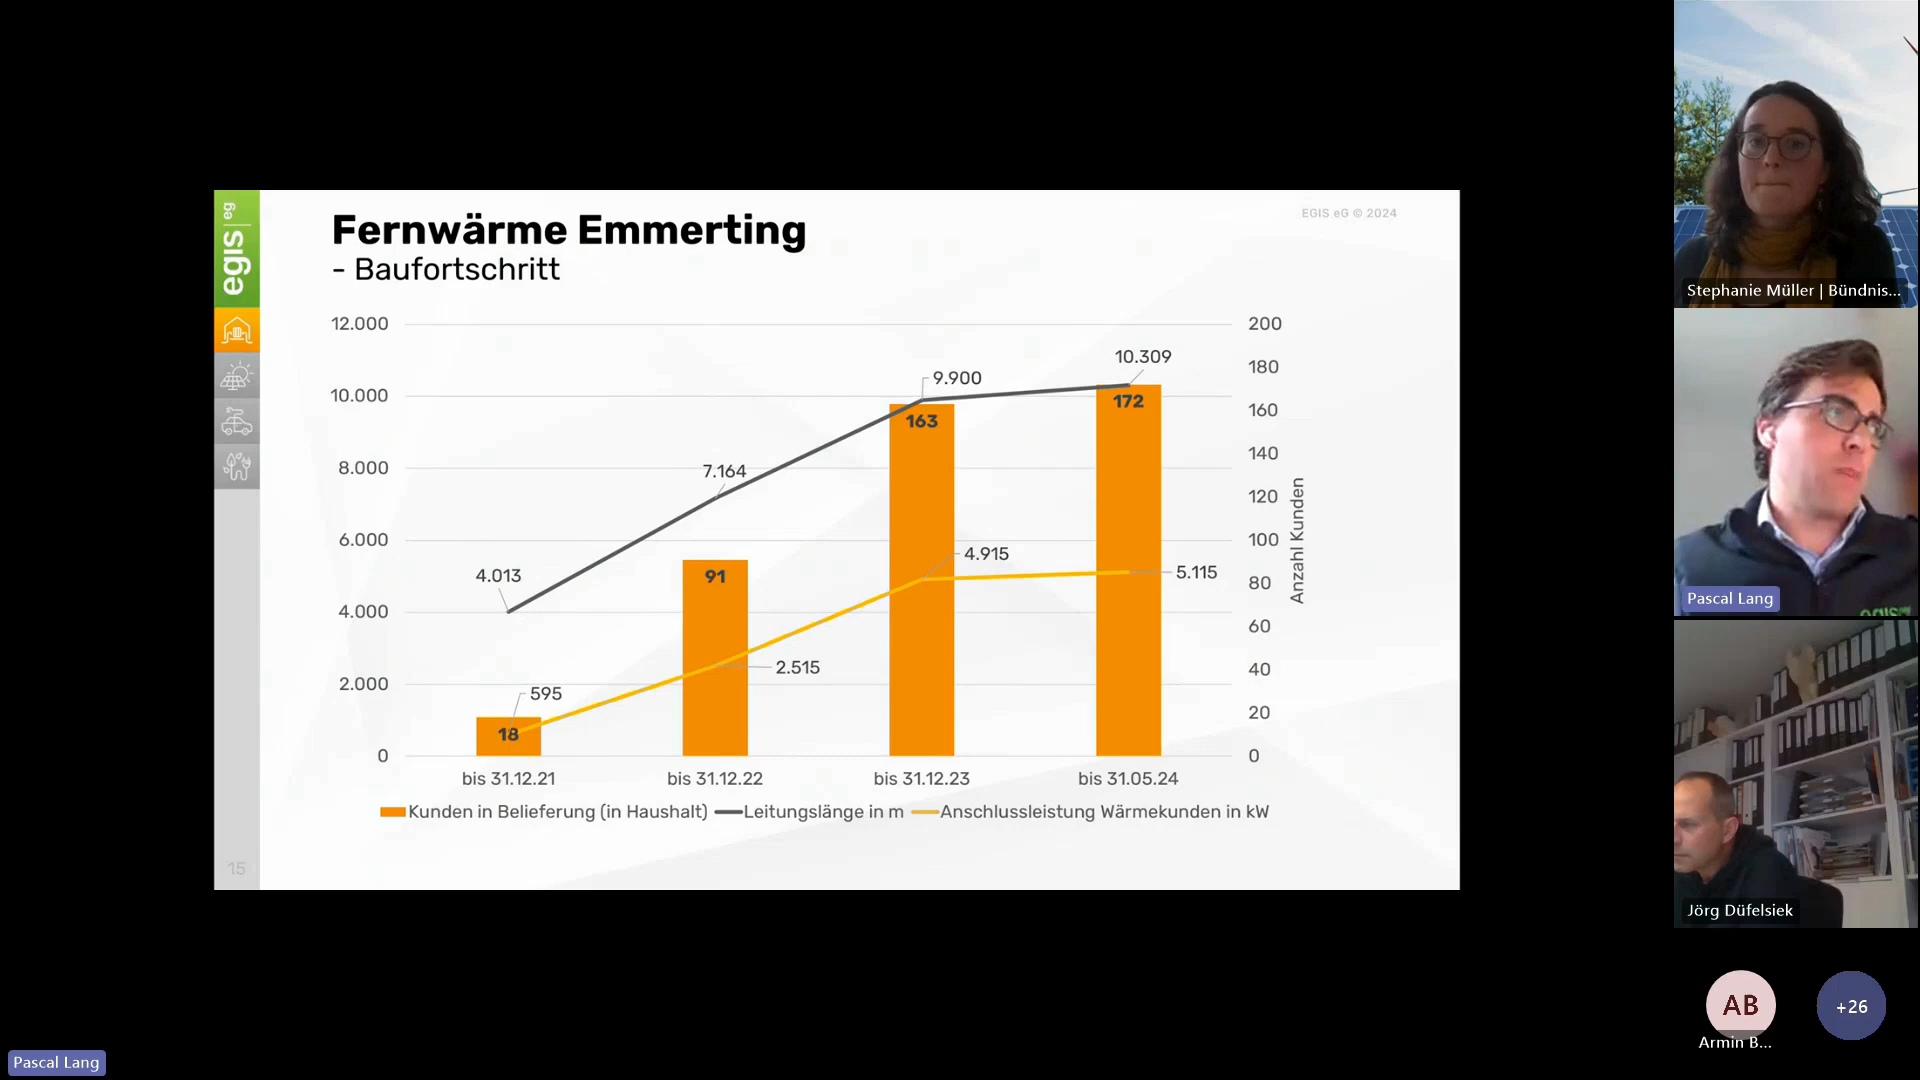 egis eg
Fernwärme Emmerting
- Baufortschritt
EGIS eG © 2024
12.000
10.000
8.000
6.000
4.000
2.000
0
200
180
160
140
120
100
80
60
40
20
0
Anzahl Kunden
4.013
7.164
9.900
10.309
595
2.515
4.915
5.115
18
91
163
172
bis 31.12.21
bis 31.12.22
bis 31.12.23
bis 31.05.24
Kunden in Belieferung (in Haushalt) Leitungslänge in m Anschlussleistung Wärmekunden in kW
15
Stephanie Müller | Bündnis...
Pascal Lang
egis
Jörg Düfelsiek
AB
+26
Armin B...
Pascal Lang